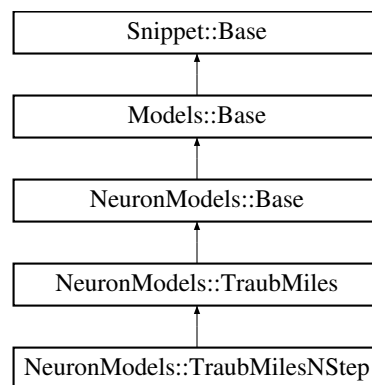 Snippet::Base
Models::Base
NeuronModels::Base
NeuronModels::TraubMiles
NeuronModels::TraubMilesNStep